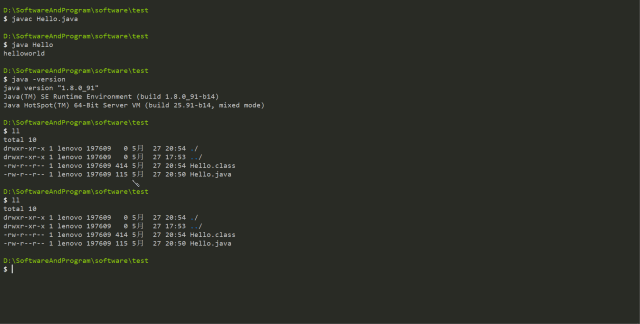 D:\SoftwareAndProgram\software\test
$ javac Hello.java
D:\SoftwareAndProgram\software\test
$ java Hello
helloworld
D:\SoftwareAndProgram\software\test
$ java -version
java version "1.8.0_91"
Java(TM) SE Runtime Environment (build 1.8.0_91-b14)
Java HotSpot(TM) 64-Bit Server VM (build 25.91-b14, mixed mode)
D:\SoftwareAndProgram\software\test
$ ll
total 10
drwxr-xr-x 1 lenovo 197609   0 5月  27 20:54 ./
drwxr-xr-x 1 lenovo 197609   0 5月  27 17:53 ../
-rw-r--r-- 1 lenovo 197609 414 5月  27 20:54 Hello.class
-rw-r--r-- 1 lenovo 197609 115 5月  27 20:50 Hello.java
D:\SoftwareAndProgram\software\test
$ ll
total 10
drwxr-xr-x 1 lenovo 197609   0 5月  27 20:54 ./
drwxr-xr-x 1 lenovo 197609   0 5月  27 17:53 ../
-rw-r--r-- 1 lenovo 197609 414 5月  27 20:54 Hello.class
-rw-r--r-- 1 lenovo 197609 115 5月  27 20:50 Hello.java
D:\SoftwareAndProgram\software\test
$